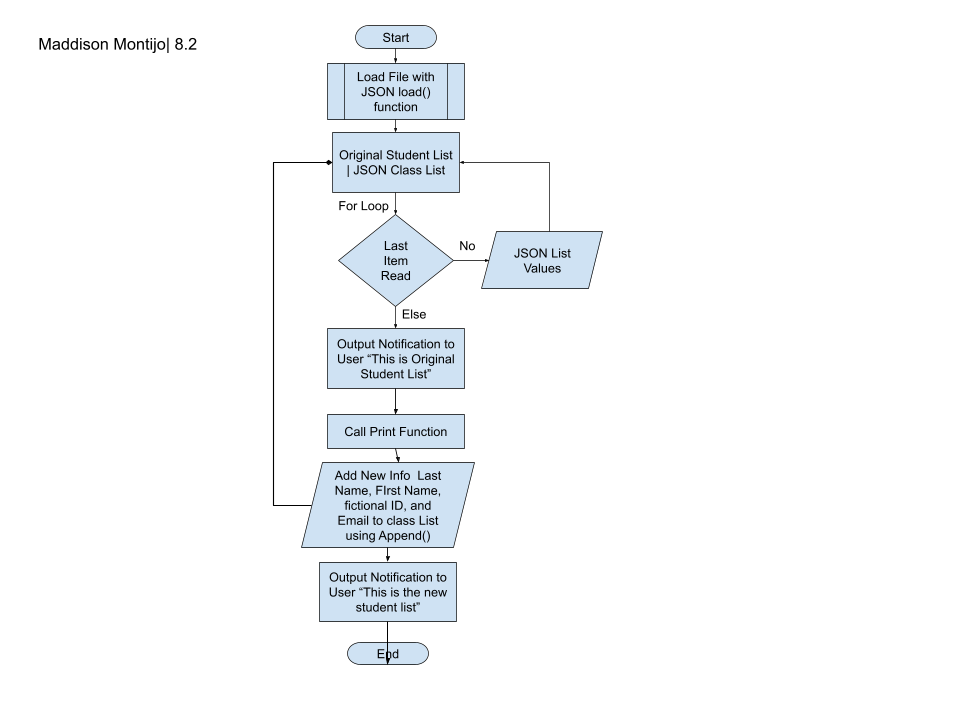 Maddison Montijo| 8.2
Start
Load File with
JSON load()
function
Original Student List
| JSON Class List
For Loop
Last
Item
Read
No
JSON List
Values
Else
Output Notification to
User “This is Original
Student List”
Call Print Function
Add New Info  Last
Name, FIrst Name,
fictional ID, and
Email to class List
using Append()
Output Notification to
User “This is the new
student list”
End